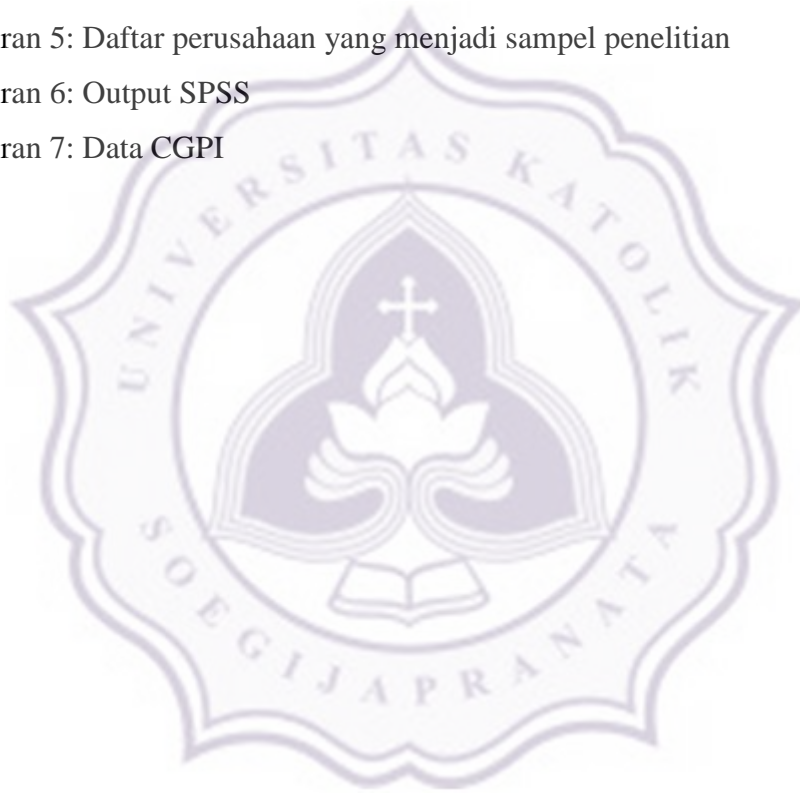 ran 5: Daftar perusahaan yang menjadi sampel penelitian
ran 6: Output SPSS
ran 7: Data CGPI
UNIVERSITAS KATOLIK
SOEGIJAPRANATA